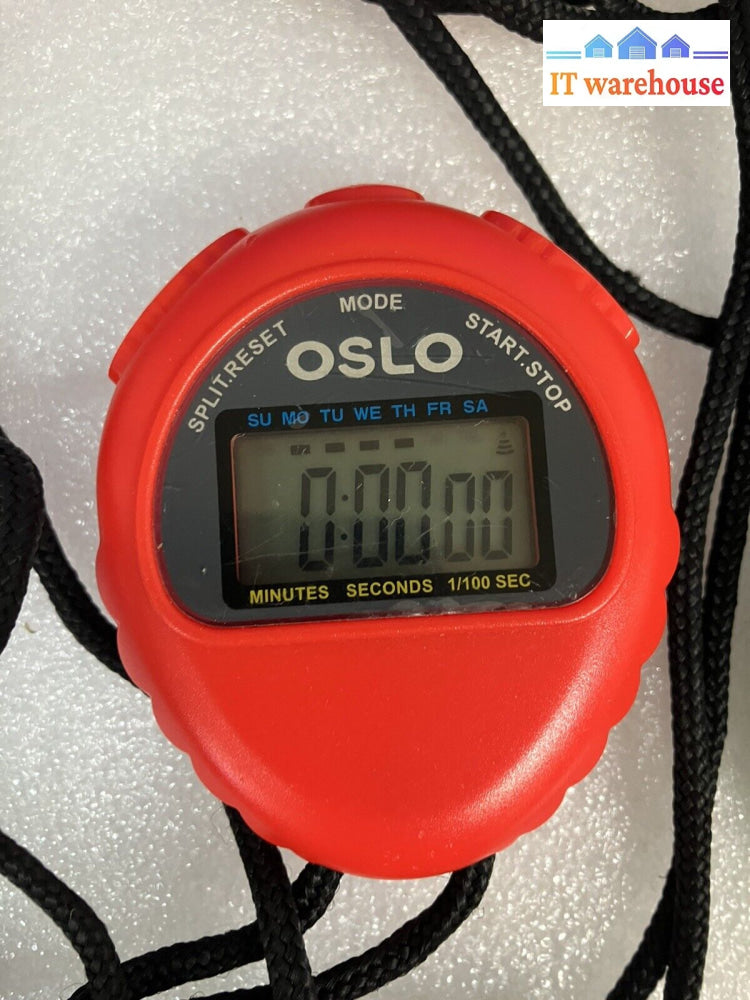 IT warehouse
MODE
SPLIT.RESET
START.STOP
OSLO
SU MO TU WE TH FR SA
0:00 00
MINUTES SECONDS 1/100 SEC